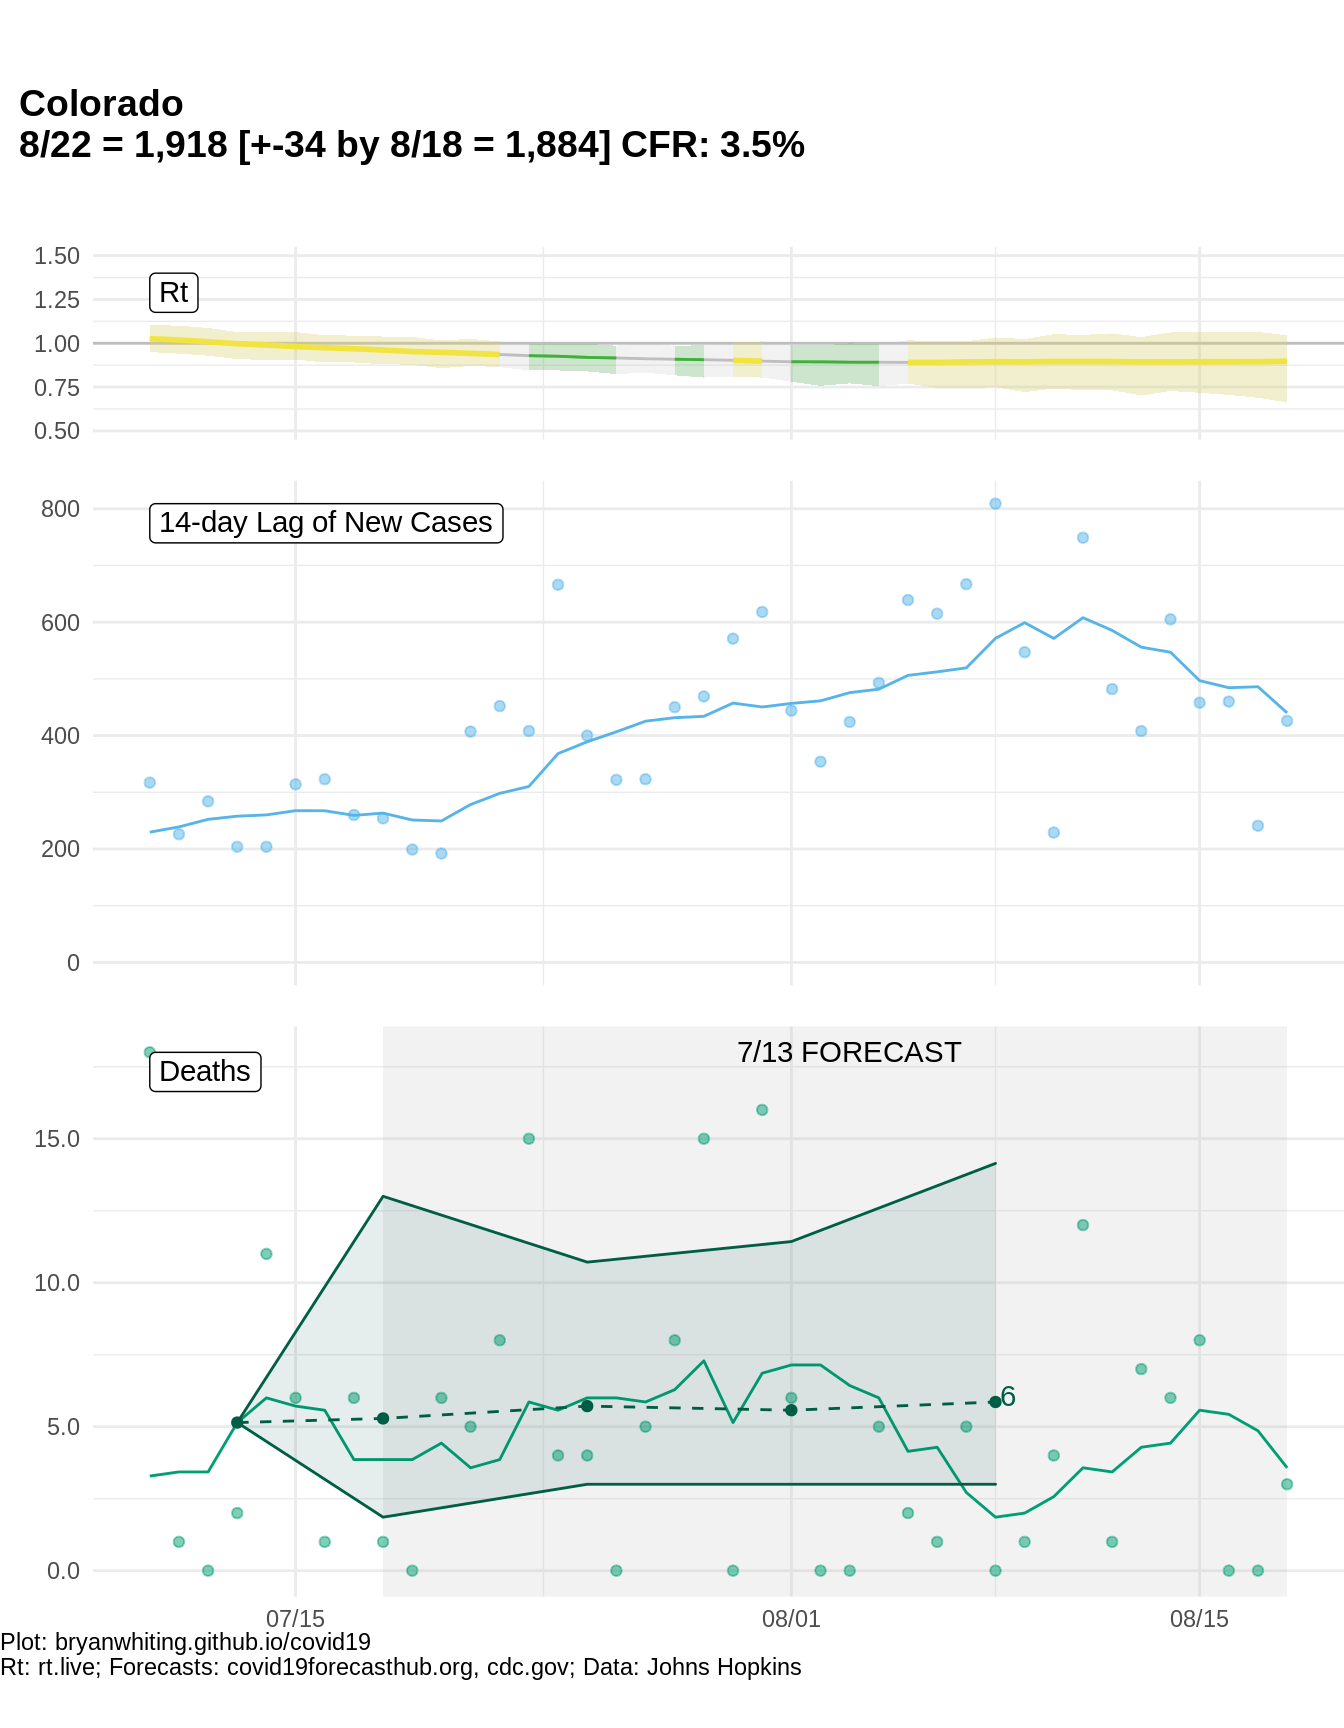 Colorado
8/22 = 1,918 [+-34 by 8/18 = 1,884] CFR: 3.5%
1.50
Rt
1.25
1.00
0.75
0.50
800
14-day Lag of New Cases
600
400
200
0
7/13 FORECAST
Deaths
15.0
10.0
6
5.0
0.0
07/15 08/01 08/15
Plot: bryanwhiting.github.io/covid19
Rt: rt.live; Forecasts: covid19forecasthub.org, cdc.gov; Data: Johns Hopkins